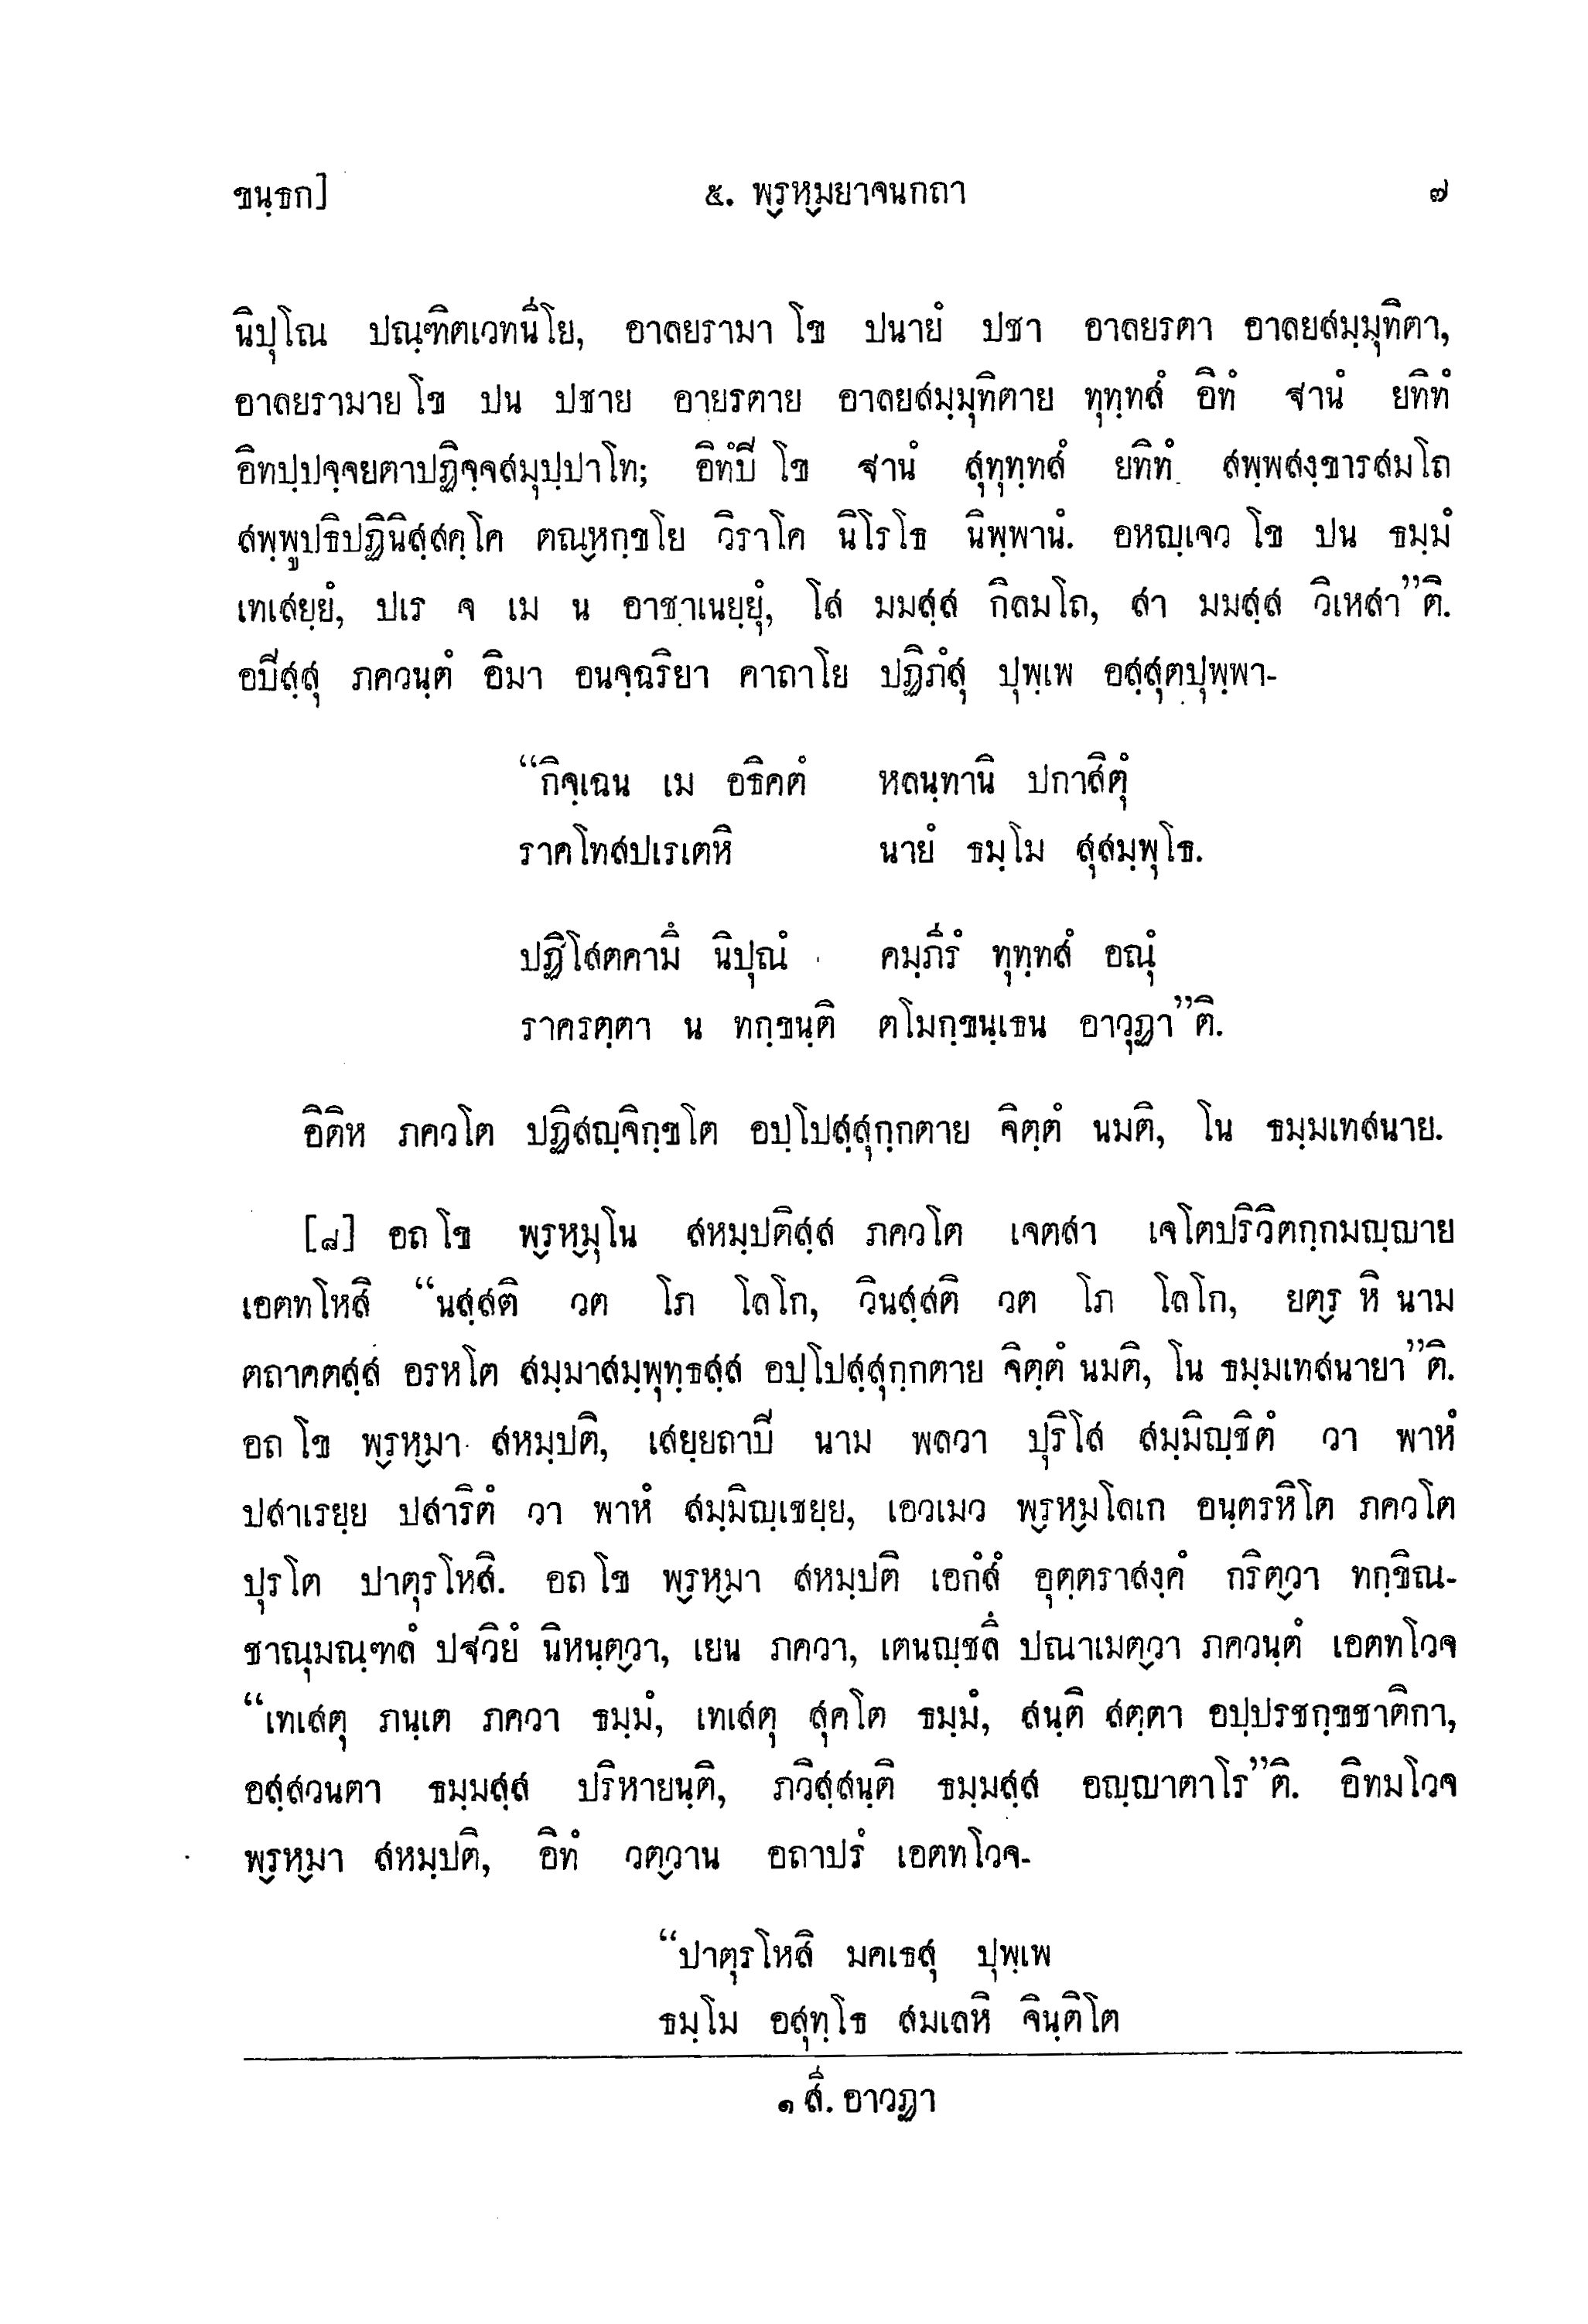 ขนฺธก] ๕. พฺรหฺมยาจนกถา ๗
นิปุโณ ปณฺฑิตเวทนีโย, อาลยรามา โข ปนายํ ปชา อาลยรตา อาลยสมฺมุทิตา,
อาลยรามาย โข ปน ปชาย อายรตาย อาลยสมฺมุทิตาย ทุทฺทสํ อิทํ ฐานํ ยทิทํ
อิทปฺปจฺจยตาปฏิจฺจสมุปฺปาโท; อิทํปิ โข ฐานํ สุทุทฺทสํ ยทิทํ สพฺพสงฺขารสมโถ
สพฺพูปธิปฏินิสฺสคฺโค ตณฺหกฺขโย วิราโค นิโรโธ นิพฺพานํ. อหญฺเจว โข ปน ธมฺมํ
เทเสยฺยํ, ปเร จ เม น อาชาเนยฺยุํ, โส มมสฺส กิลมโถ, สา มมสฺส วิเหสา”ติ.
อปิสฺสุ ภควนฺตํ อิมา อนจฺฉริยา คาถาโย ปฏิภํสุ ปุพฺเพ อสฺสุตปุพฺพา-
“กิจฺเฉน เม อธิคตํ หลนฺทานิ ปกาสิตุํ
ราคโทสปเรเตหิ นายํ ธมฺโม สุสมฺพุโธ.
ปฏิโสตคามึ นิปุณํ คมฺภีรํ ทุทฺทสํ อณุํ
ราครตฺตา น ทกฺขนฺติ ตโมกฺขนฺเธน อาวุฏา”ติ.
อิติห ภควโต ปฏิสญฺจิกฺขโต อปฺโปสฺสุกฺกตาย จิตฺตํ นมติ, โน ธมฺมเทสนาย.
[๘] อถ โข พฺรหฺมุโน สหมฺปติสฺส ภควโต เจตสา เจโตปริวิตกฺกมญฺญาย
เอตทโหสิ “นสฺสติ วต โภ โลโก, วินสฺสติ วต โภ โลโก, ยตฺร หิ นาม
ตถาคตสฺส อรหโต สมฺมาสมฺพุทฺธสฺส อปฺโปสฺสุกฺกตาย จิตฺตํ นมติ, โน ธมฺมเทสนายา”ติ.
อถ โข พฺรหฺมา สหมฺปติ, เสยฺยถาปิ นาม พลวา ปุริโส สมฺมิญฺชิตํ วา พาหํ
ปสาเรยฺย ปสาริตํ วา พาหํ สมฺมิญฺเชยฺย, เอวเมว พฺรหฺมโลเก อนฺตรหิโต ภควโต
ปุรโต ปาตุรโหสิ. อถ โข พฺรหฺมา สหมฺปติ เอกํสํ อุตฺตราสงฺคํ กริตฺวา ทกฺขิณ-
ชาณุมณฺฑลํ ปฐวิยํ นิหนฺตฺวา, เยน ภควา, เตนญฺชลึ ปณาเมตฺวา ภควนฺตํ เอตทโวจ
“เทเสตุ ภนฺเต ภควา ธมฺมํ, เทเสตุ สุคโต ธมฺมํ, สนฺติ สตฺตา อปฺปรชกฺขชาติกา,
อสฺสวนตา ธมฺมสฺส ปริหายนฺติ, ภวิสฺสนฺติ ธมฺมสฺส อญฺญาตาโร”ติ. อิทมโวจ
พฺรหฺมา สหมฺปติ, อิทํ วตฺวาน อถาปรํ เอตทโวจ-
“ปาตุรโหสิ มคเธสุ ปุพฺเพ
ธมฺโม อสุทฺโธ สมเลหิ จินฺติโต
๑ สี. อาวฏา